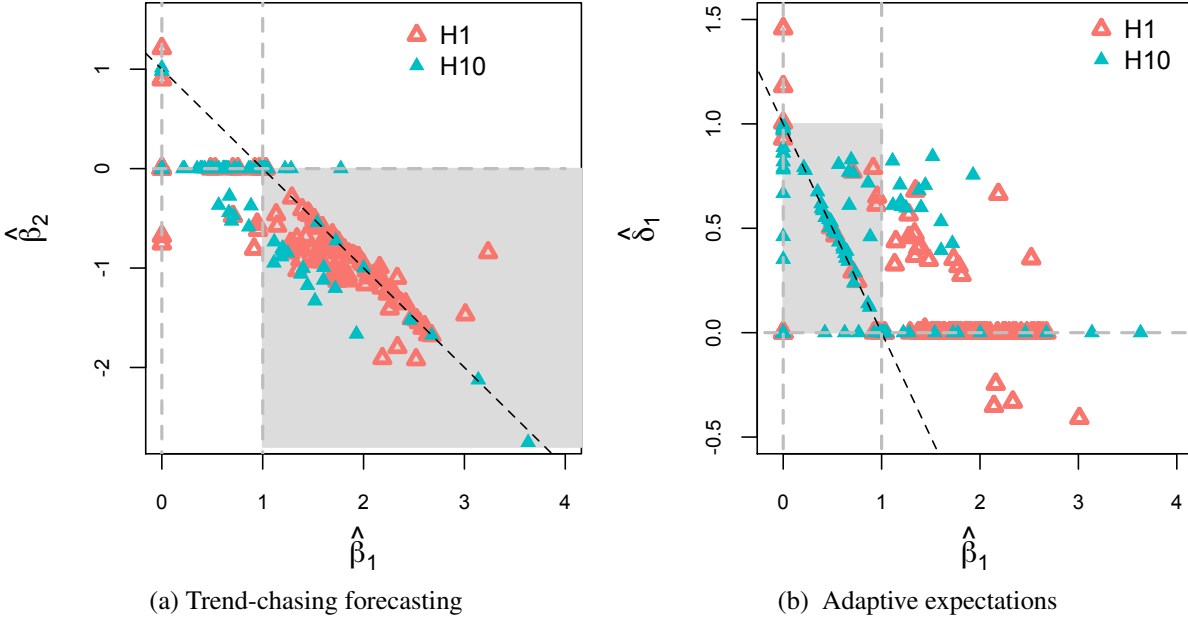 H1
H10
1
0
-1
-2
β̂₂
0
1
2
3
4
β̂₁
(a) Trend-chasing forecasting
H1
H10
1.5
1.0
0.5
0.0
-0.5
δ̂₁
0
1
2
3
4
β̂₁
(b) Adaptive expectations